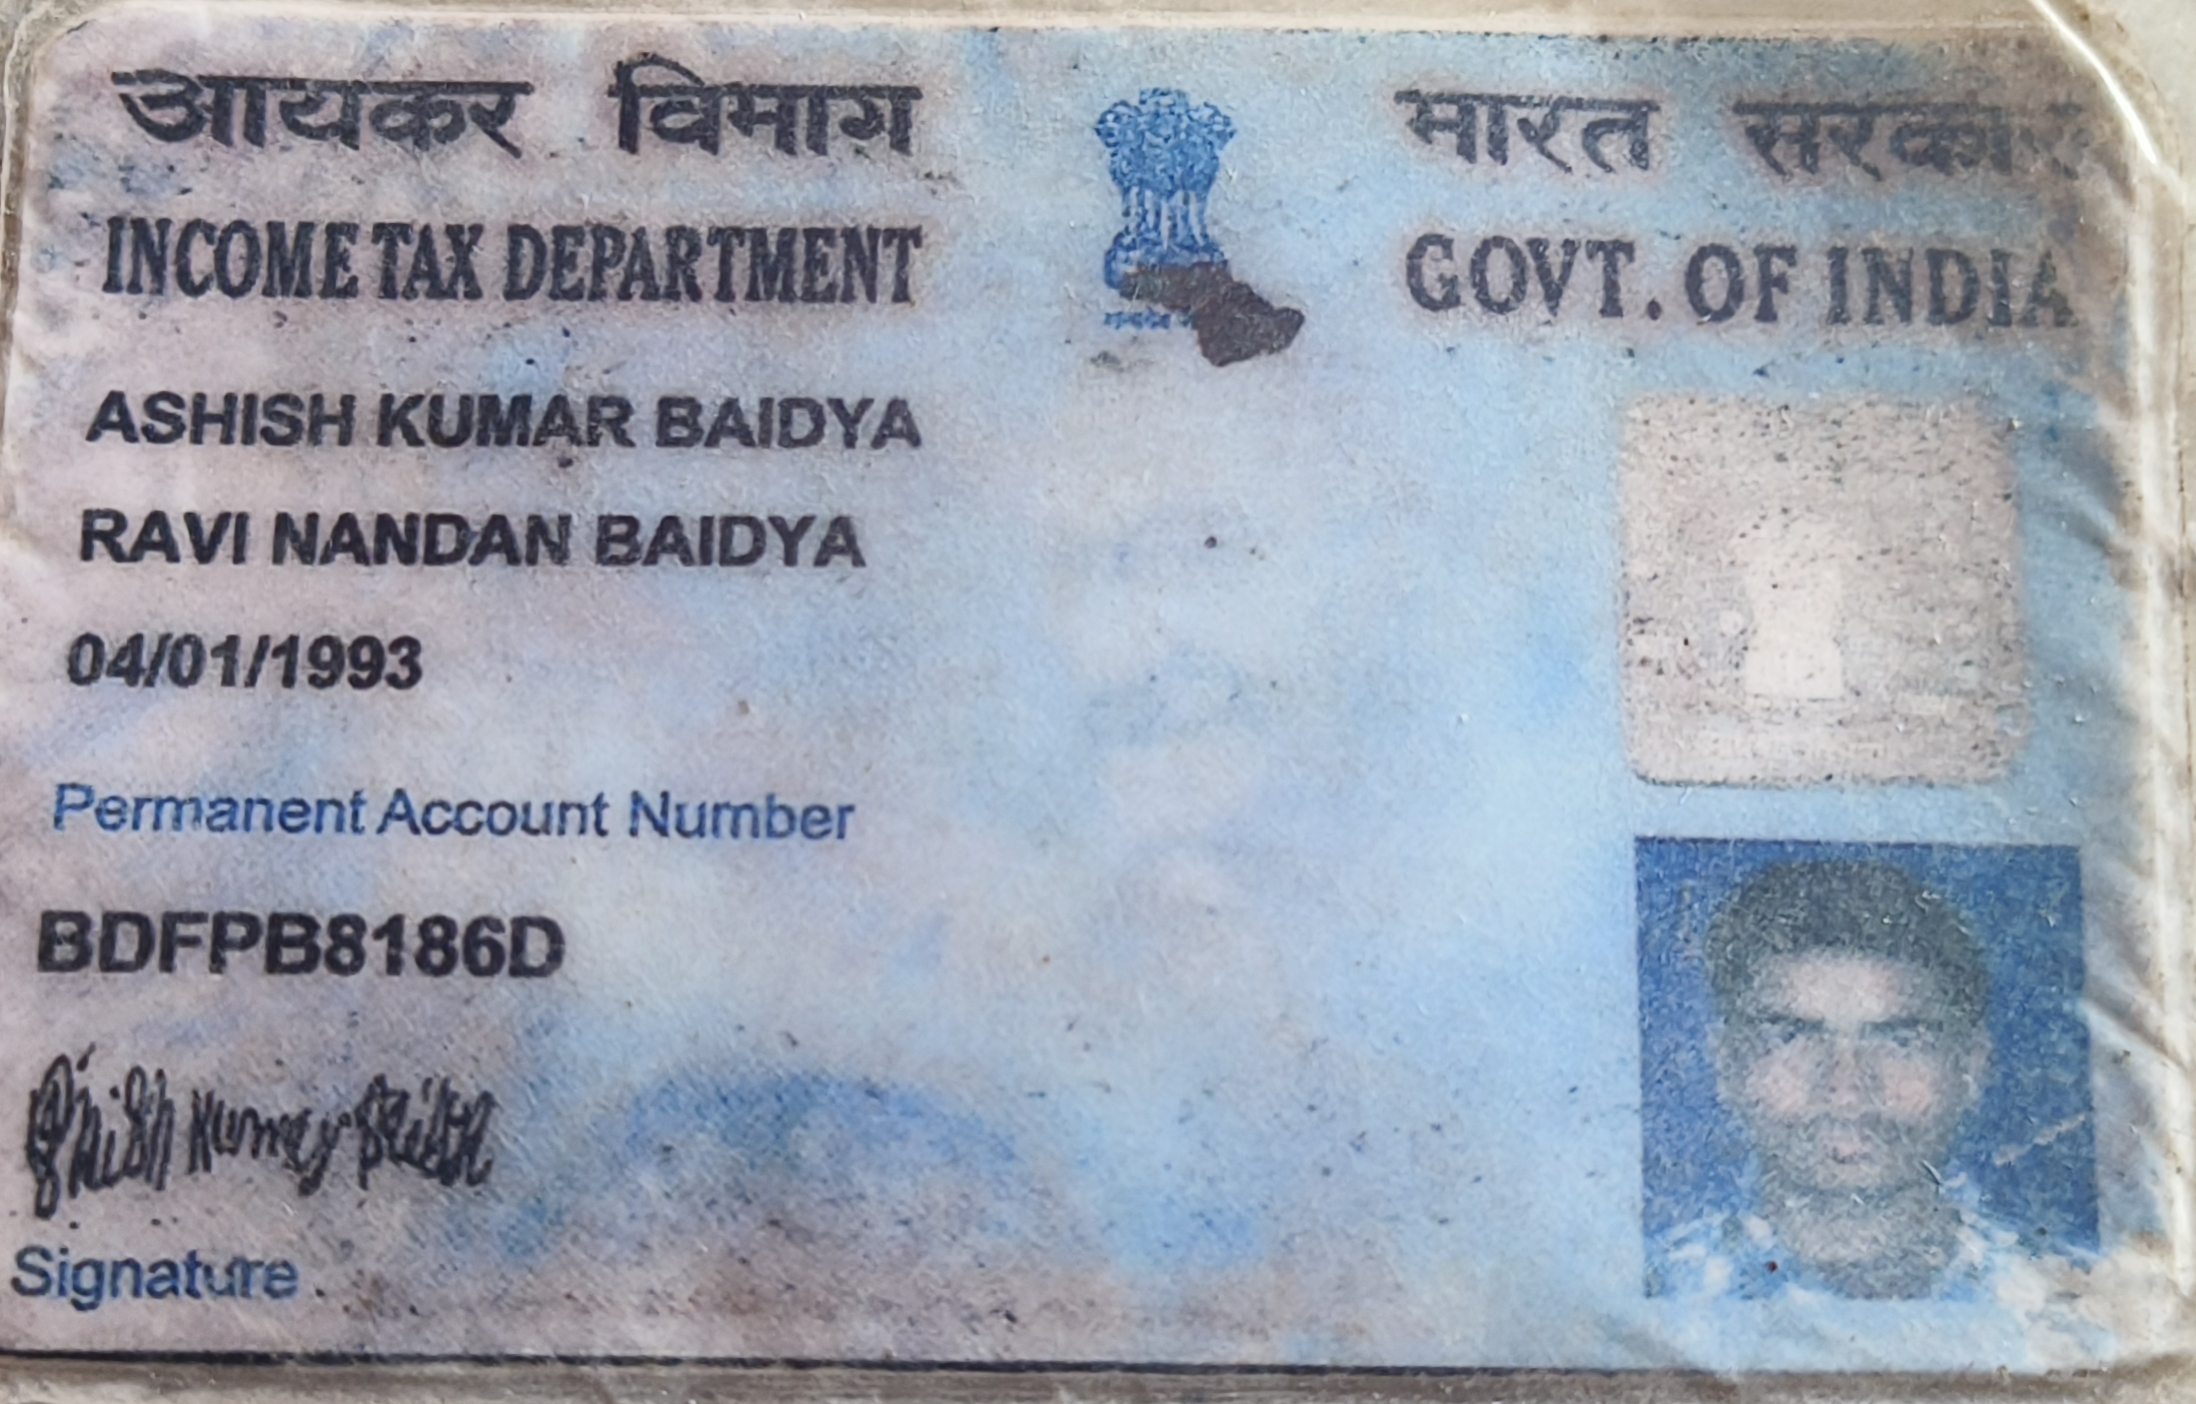 आयकर विभाग
भारत सरकार
INCOME TAX DEPARTMENT
GOVT. OF INDIA
ASHISH KUMAR BAIDYA
RAVI NANDAN BAIDYA
04/01/1993
Permanent Account Number
BDFPB8186D
Signature